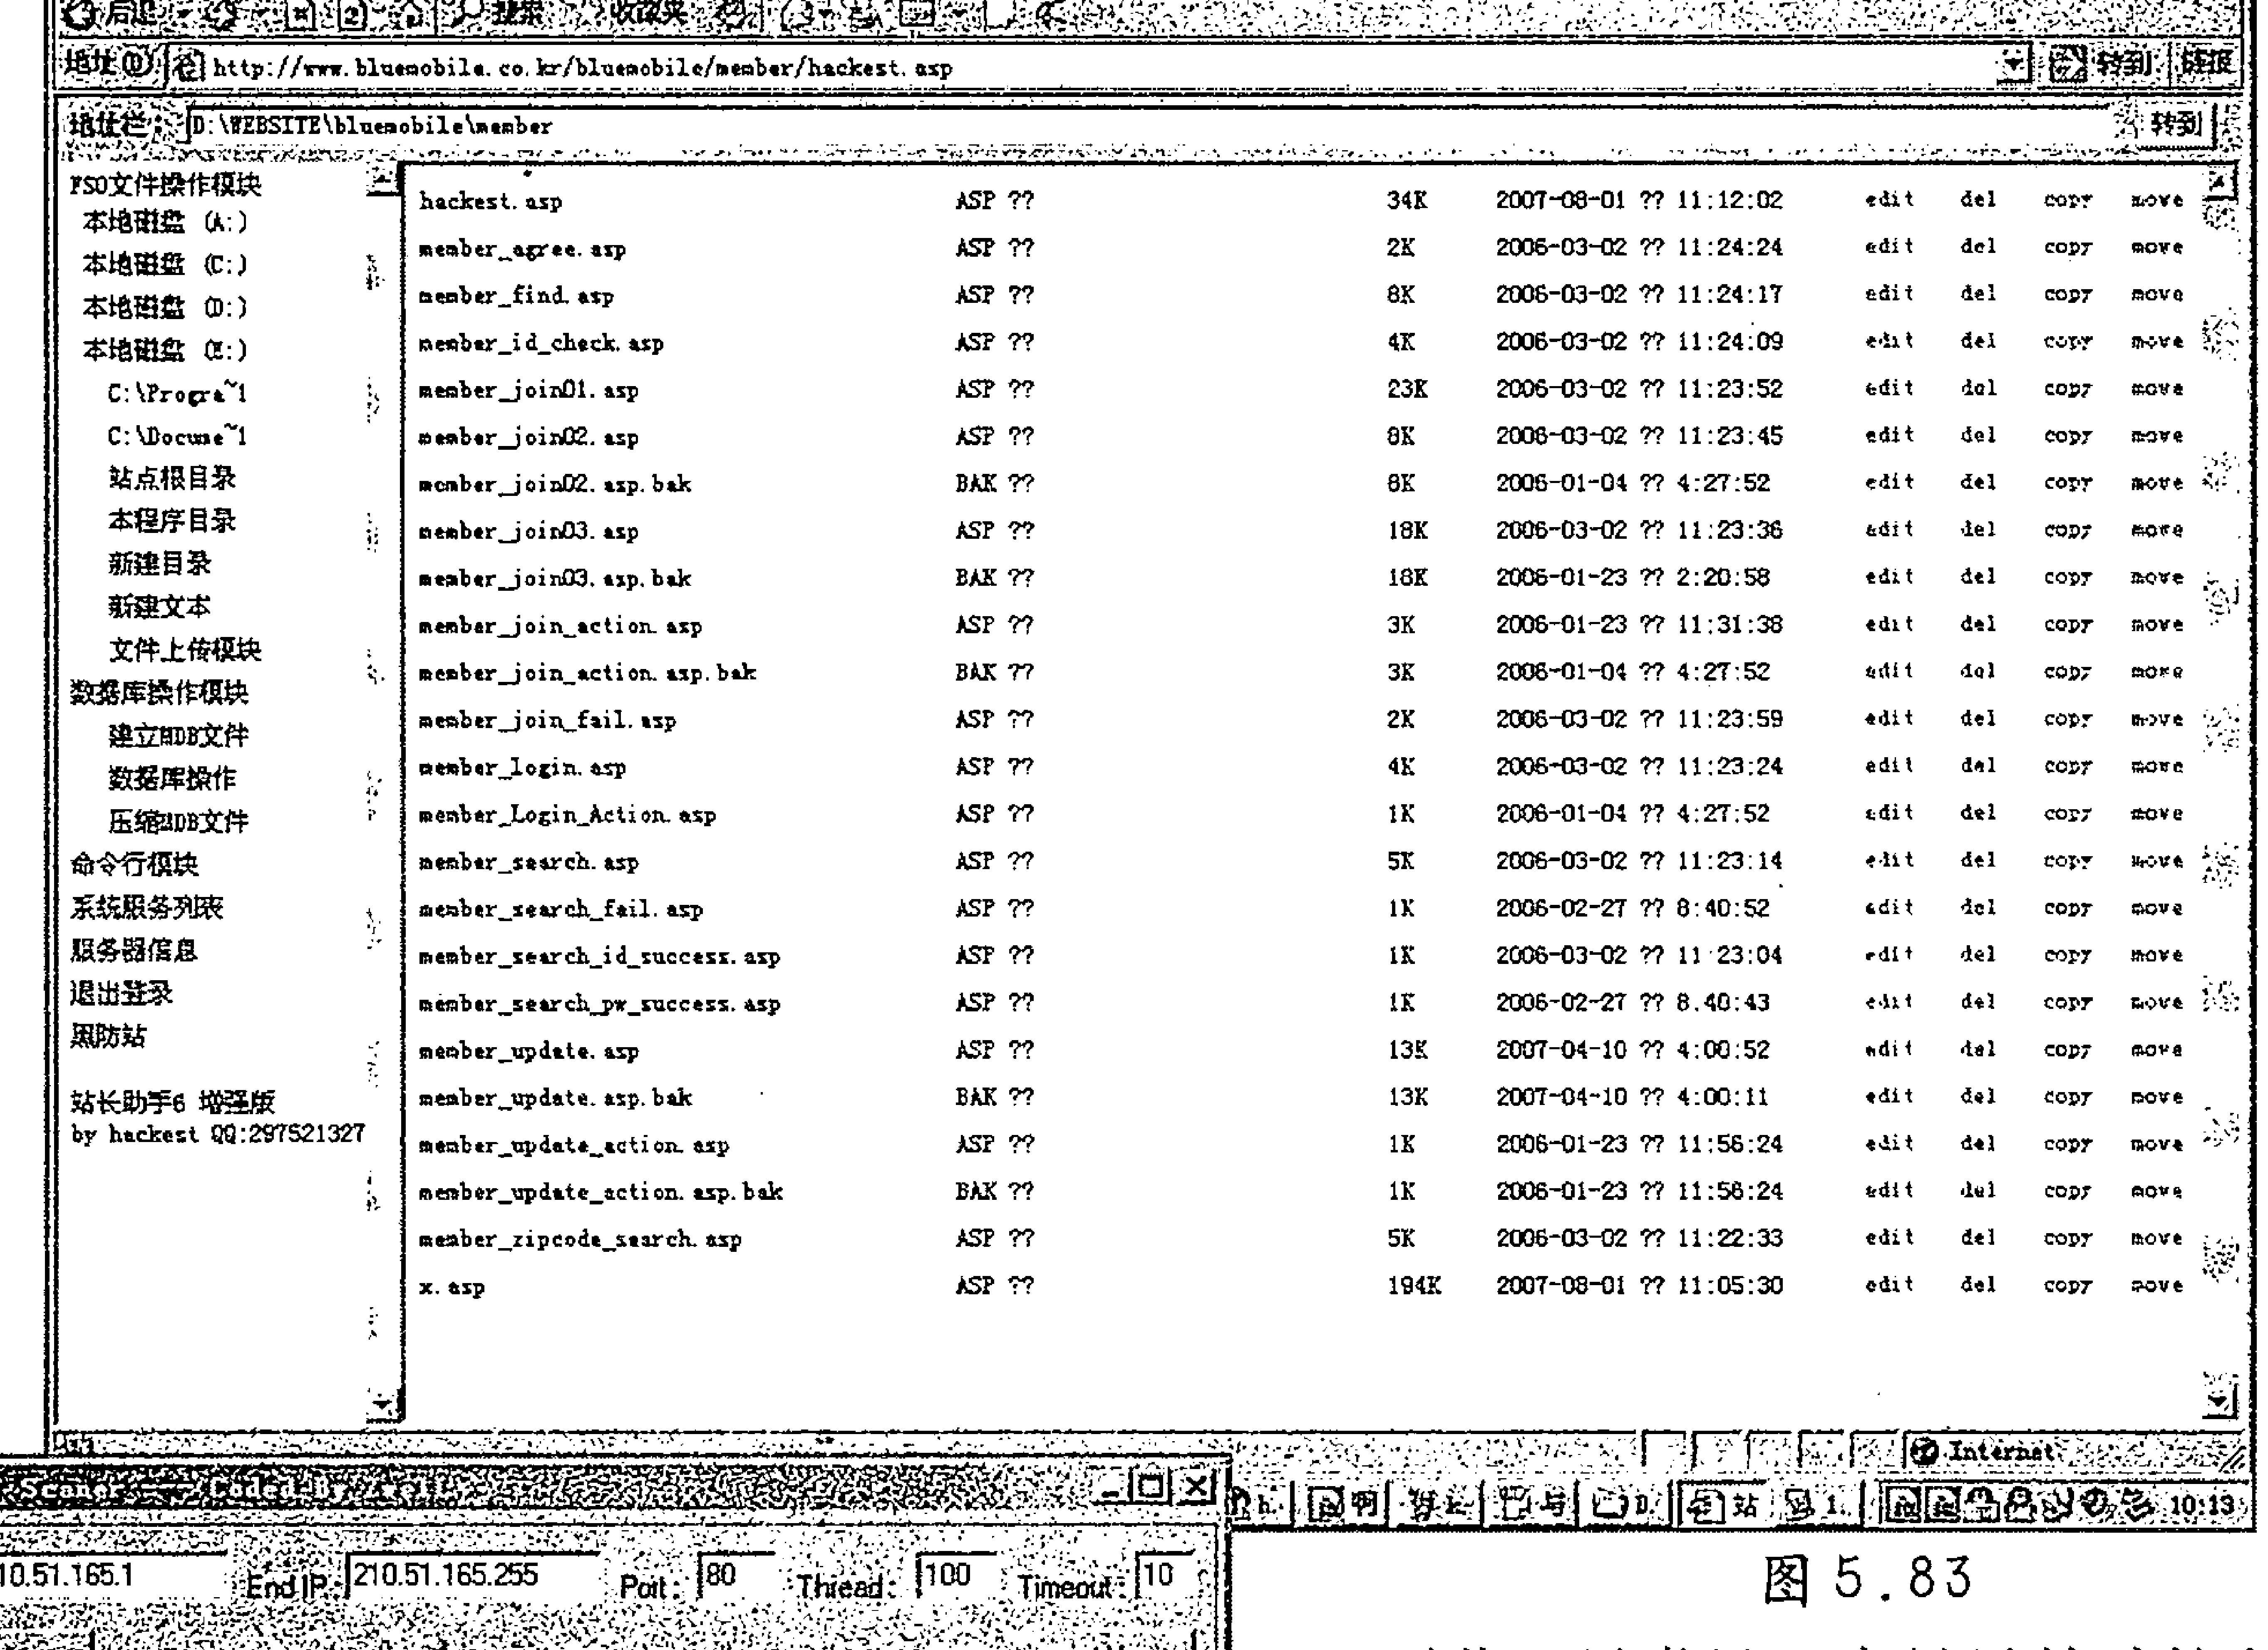 后退 搜索 收藏夹
地址(D) http://www.bluemobile.co.kr/bluemobile/member/hackest.asp 转到 链接
地址栏: D:\WEBSITE\bluemobile\member 转到
FSO文件操作模块
本地磁盘 (A:)
本地磁盘 (C:)
本地磁盘 (D:)
本地磁盘 (E:)
C:\Progra~1
C:\Docume~1
站点根目录
本程序目录
新建目录
新建文本
文件上传模块
数据库操作模块
建立MDB文件
数据库操作
压缩MDB文件
命令行模块
系统服务列表
服务器信息
退出登录
黑防站
站长助手6 增强版
by hackest QQ:297521327
hackest.asp ASP ?? 34K 2007-08-01 ?? 11:12:02 edit del copy move
member_agree.asp ASP ?? 2K 2006-03-02 ?? 11:24:24 edit del copy move
member_find.asp ASP ?? 8K 2006-03-02 ?? 11:24:17 edit del copy move
member_id_check.asp ASP ?? 4K 2006-03-02 ?? 11:24:09 edit del copy move
member_join01.asp ASP ?? 23K 2006-03-02 ?? 11:23:52 edit del copy move
member_join02.asp ASP ?? 8K 2006-03-02 ?? 11:23:45 edit del copy move
member_join02.asp.bak BAK ?? 8K 2006-01-04 ?? 4:27:52 edit del copy move
member_join03.asp ASP ?? 18K 2006-03-02 ?? 11:23:36 edit del copy move
member_join03.asp.bak BAK ?? 18K 2006-01-23 ?? 2:20:58 edit del copy move
member_join_action.asp ASP ?? 3K 2006-01-23 ?? 11:31:38 edit del copy move
member_join_action.asp.bak BAK ?? 3K 2006-01-04 ?? 4:27:52 edit del copy move
member_join_fail.asp ASP ?? 2K 2006-03-02 ?? 11:23:59 edit del copy move
member_login.asp ASP ?? 4K 2006-03-02 ?? 11:23:24 edit del copy move
member_Login_Action.asp ASP ?? 1K 2006-01-04 ?? 4:27:52 edit del copy move
member_search.asp ASP ?? 5K 2006-03-02 ?? 11:23:14 edit del copy move
member_search_fail.asp ASP ?? 1K 2006-02-27 ?? 8:40:52 edit del copy move
member_search_id_success.asp ASP ?? 1K 2006-03-02 ?? 11:23:04 edit del copy move
member_search_pw_success.asp ASP ?? 1K 2006-02-27 ?? 8:40:43 edit del copy move
member_update.asp ASP ?? 13K 2007-04-10 ?? 4:00:52 edit del copy move
member_update.asp.bak BAK ?? 13K 2007-04-10 ?? 4:00:11 edit del copy move
member_update_action.asp ASP ?? 1K 2006-01-23 ?? 11:56:24 edit del copy move
member_update_action.asp.bak BAK ?? 1K 2006-01-23 ?? 11:56:24 edit del copy move
member_zipcode_search.asp ASP ?? 5K 2006-03-02 ?? 11:22:33 edit del copy move
x.asp ASP ?? 194K 2007-08-01 ?? 11:05:30 edit del copy move
Internet
站 1. 10:13
Scaner Coded By
10.51.165.1 End IP: 210.51.165.255 Port: 80 Thread: 100 Timeout: 10
图 5.83